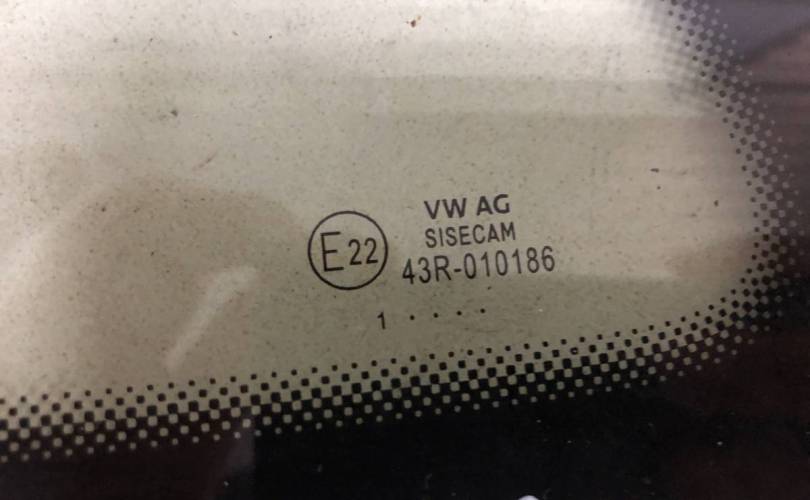 VW AG
SISECAM
E22 43R-010186
1 · · · ·